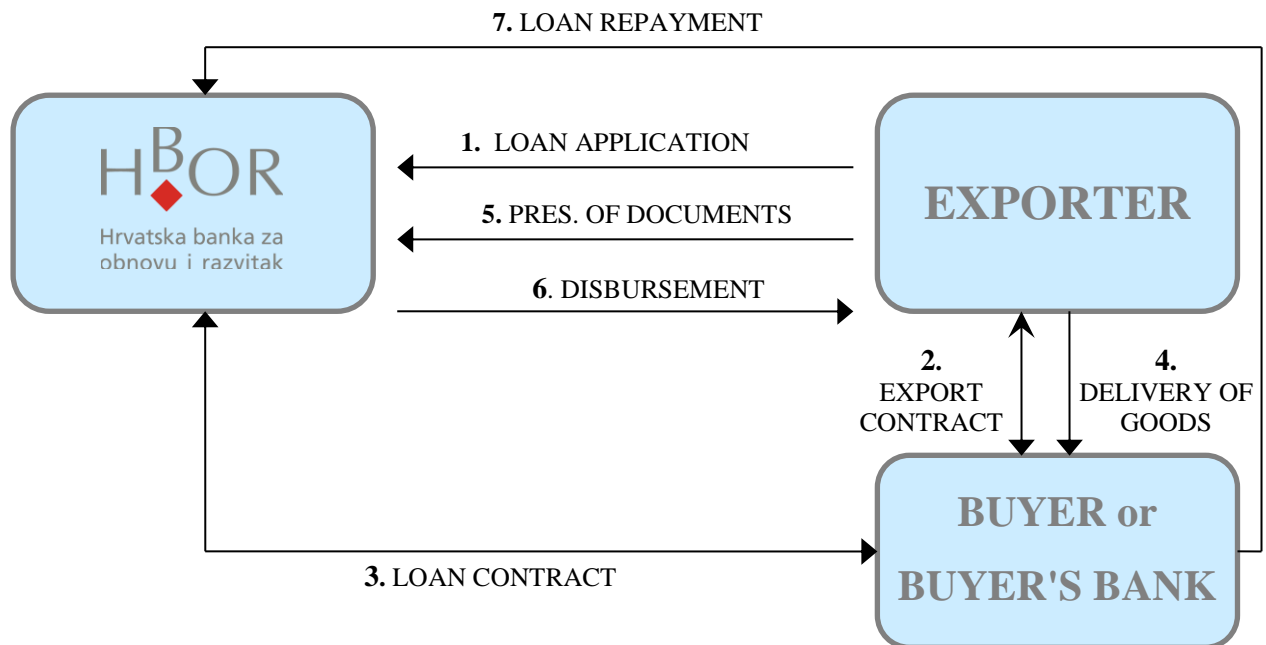 7. LOAN REPAYMENT
HBOR
Hrvatska banka za
obnovu i razvitak
1. LOAN APPLICATION
5. PRES. OF DOCUMENTS
6. DISBURSEMENT
EXPORTER
2.
EXPORT
CONTRACT
4.
DELIVERY OF
GOODS
3. LOAN CONTRACT
BUYER or
BUYER'S BANK